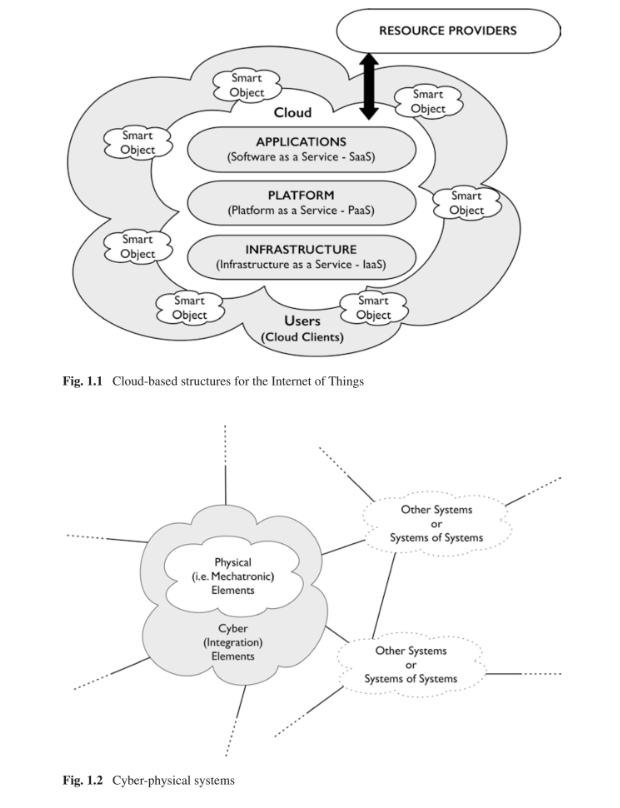 RESOURCE PROVIDERS
Smart
Object
Smart
Object
Cloud
Smart
Object
APPLICATIONS
(Software as a Service - SaaS)
PLATFORM
(Platform as a Service - PaaS)
Smart
Object
Smart
Object
INFRASTRUCTURE
(Infrastructure as a Service - IaaS)
Smart
Object
Smart
Object
Users
(Cloud Clients)
Fig. 1.1 Cloud-based structures for the Internet of Things
Other Systems
or
Systems of Systems
Physical
(i.e. Mechatronic)
Elements
Cyber
(Integration)
Elements
Other Systems
or
Systems of Systems
Fig. 1.2 Cyber-physical systems